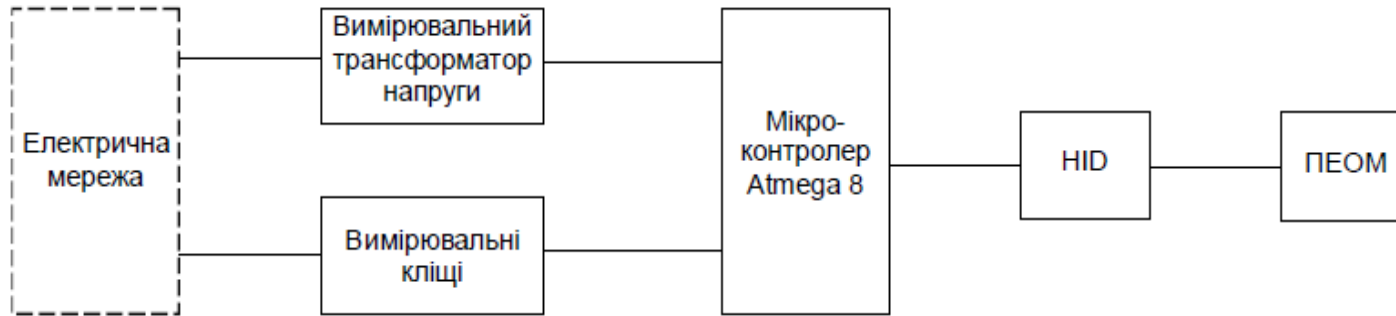 Електрична
мережа
Вимірювальний
трансформатор
напруги
Вимірювальні
кліщі
Мікро-
контролер
Atmega 8
HID
ПЕОМ